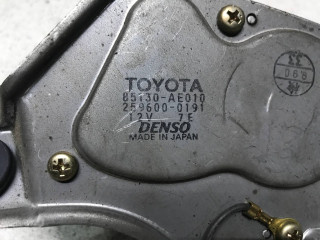 TOYOTA
85130-AE010
259600-0191
12V 7E
DENSO
MADE IN JAPAN